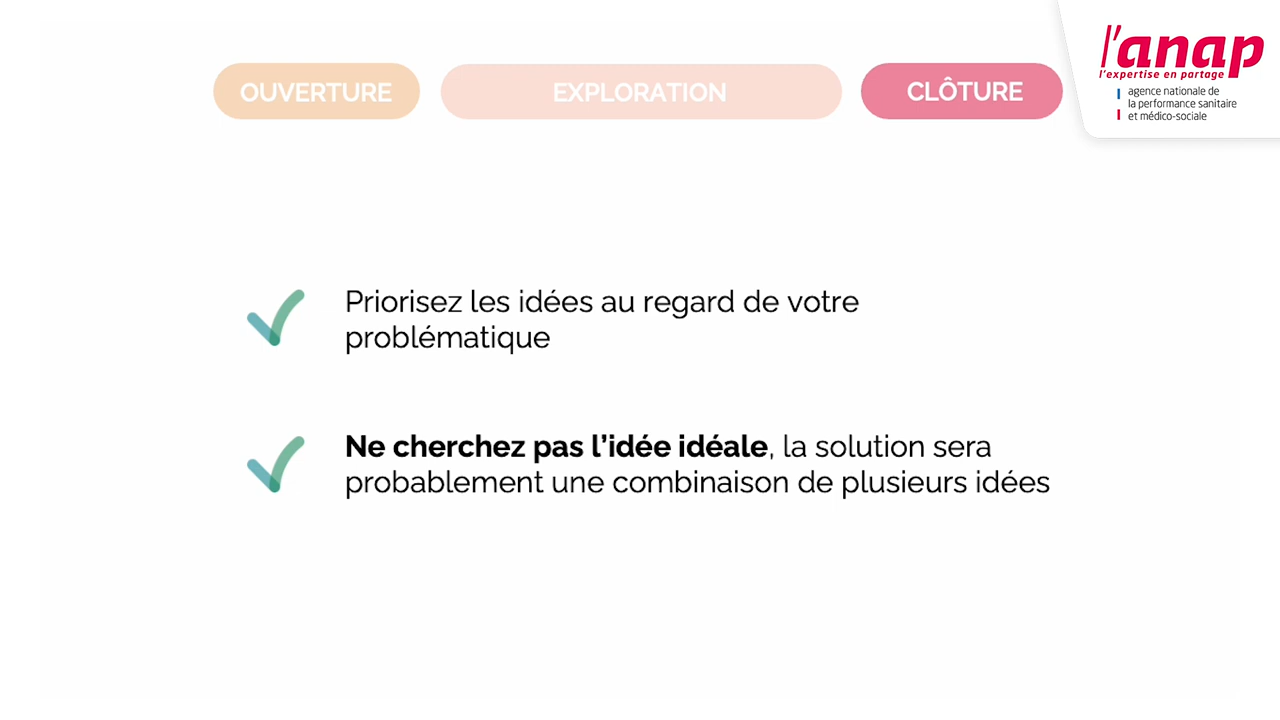 OUVERTURE
EXPLORATION
CLÔTURE
l'anap
l'expertise en partage
agence nationale de
la performance sanitaire
et médico-sociale
Priorisez les idées au regard de votre
problématique
Ne cherchez pas l’idée idéale, la solution sera
probablement une combinaison de plusieurs idées